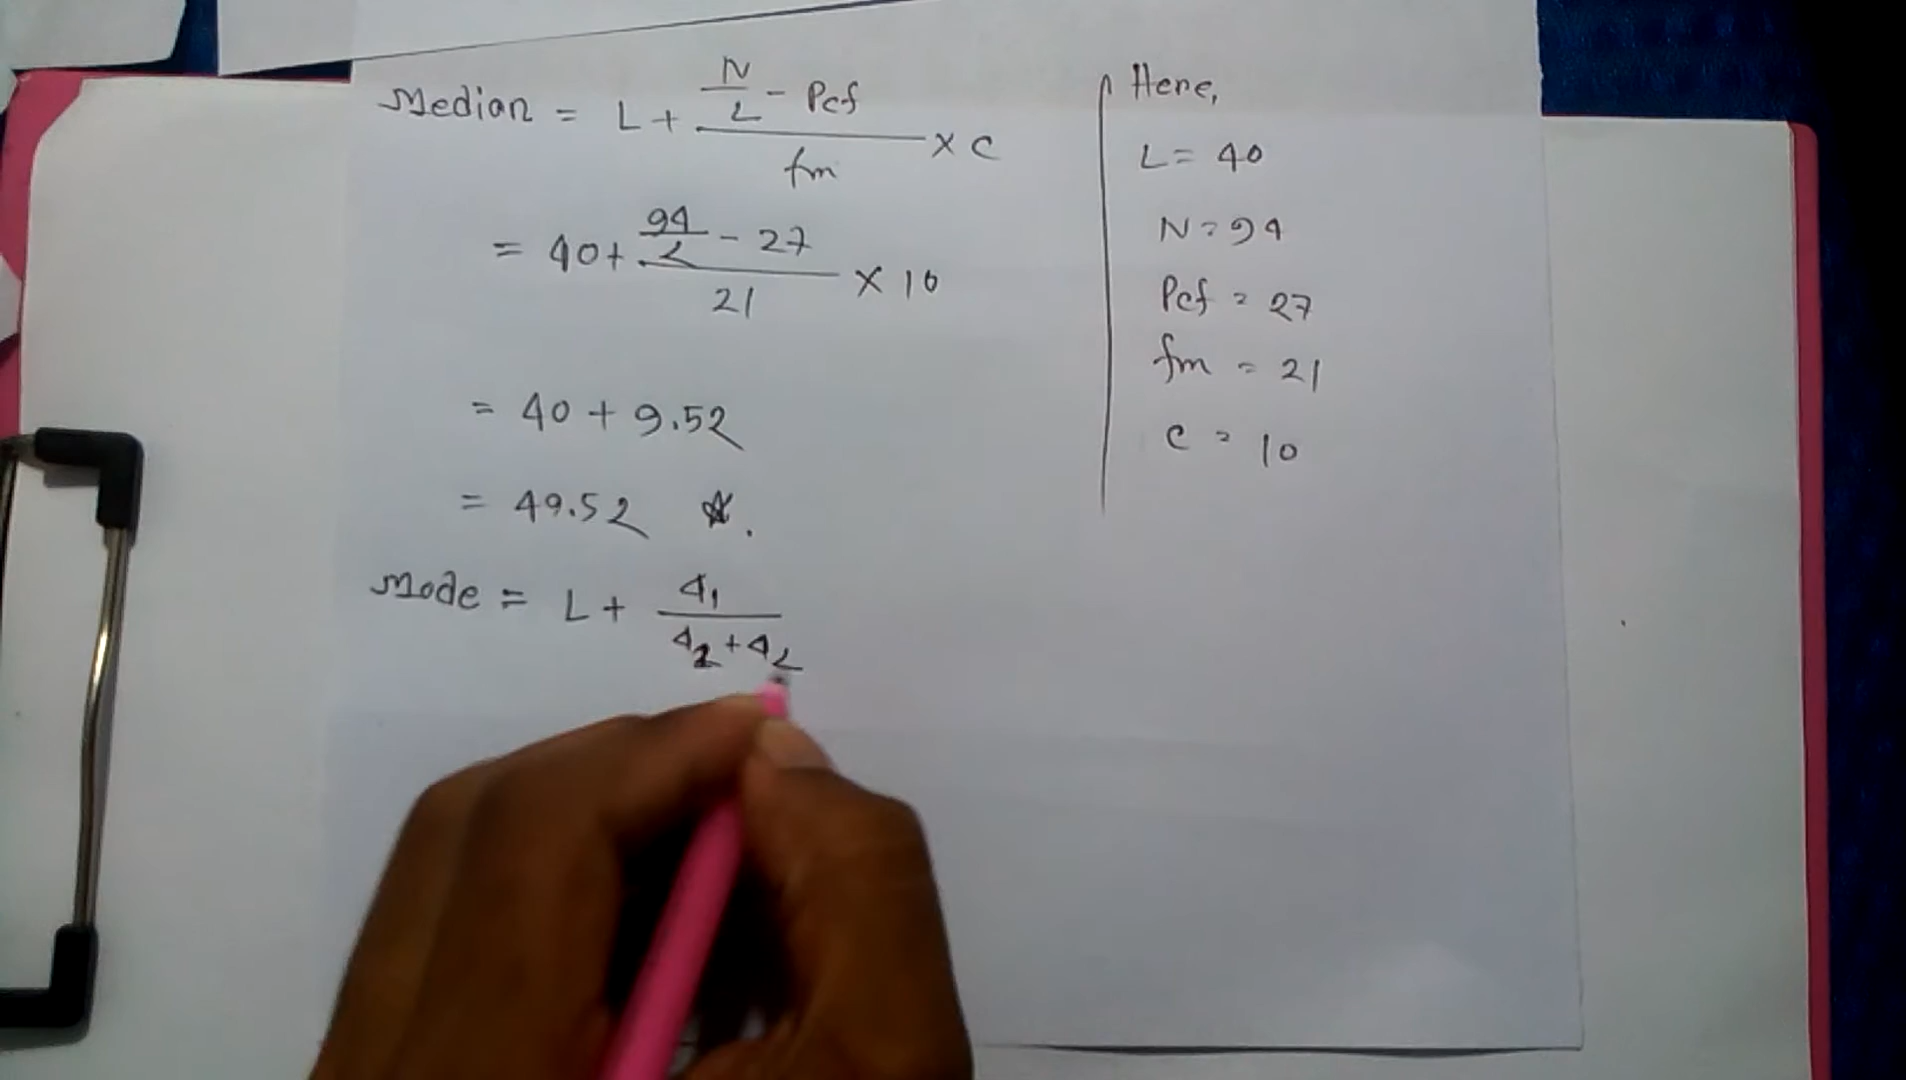 Median = L + (N/2 - Pcf)/fm × C
= 40 + (94/2 - 27)/21 × 10
= 40 + 9.52
= 49.52
Mode = L + Δ₁/(Δ₁ + Δ₂)
Here,
L = 40
N = 94
Pcf = 27
fm = 21
C = 10